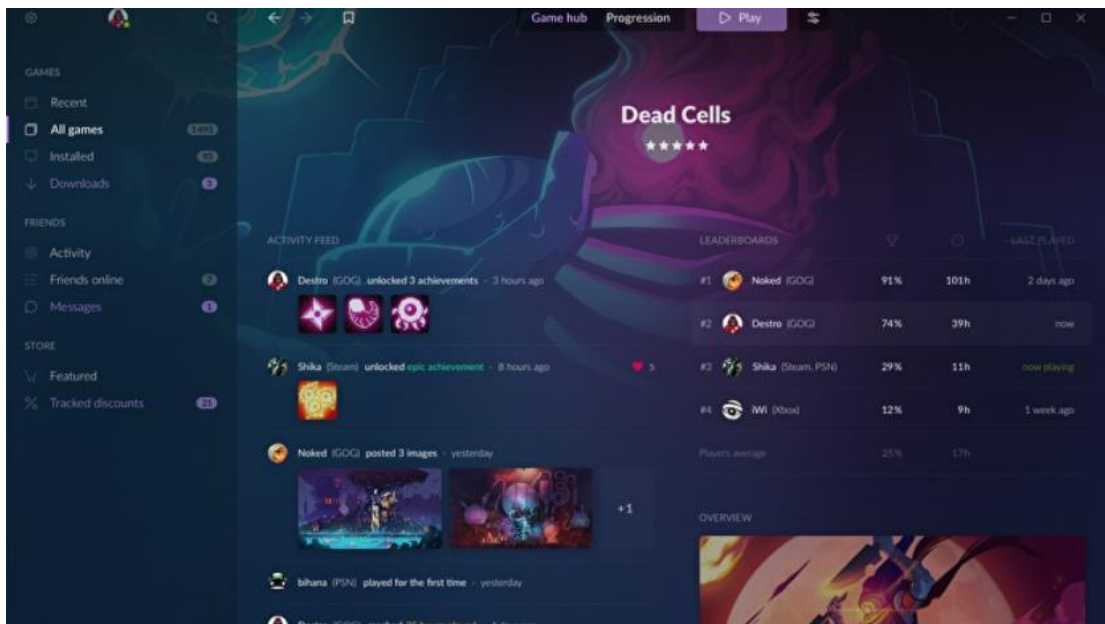 Game hub Progression Play
GAMES
Recent
All games 1493
Installed
Downloads 3
FRIENDS
Activity
Friends online
Messages 1
STORE
Featured
Tracked discounts 21
Dead Cells
ACTIVITY FEED
Destro (GOG) unlocked 3 achievements - 3 hours ago
Shika (Steam) unlocked epic achievement - 8 hours ago 5
Noked (GOG) posted 3 images - yesterday
+1
bihana (PSN) played for the first time - yesterday
LEADERBOARDS LAST PLAYED
#1 Noked (GOG) 91% 101h 2 days ago
#2 Destro (GOG) 74% 39h now
#3 Shika (Steam, PSN) 29% 11h now playing
#4 iWi (Xbox) 12% 9h 1 week ago
Players average 25% 17h
OVERVIEW